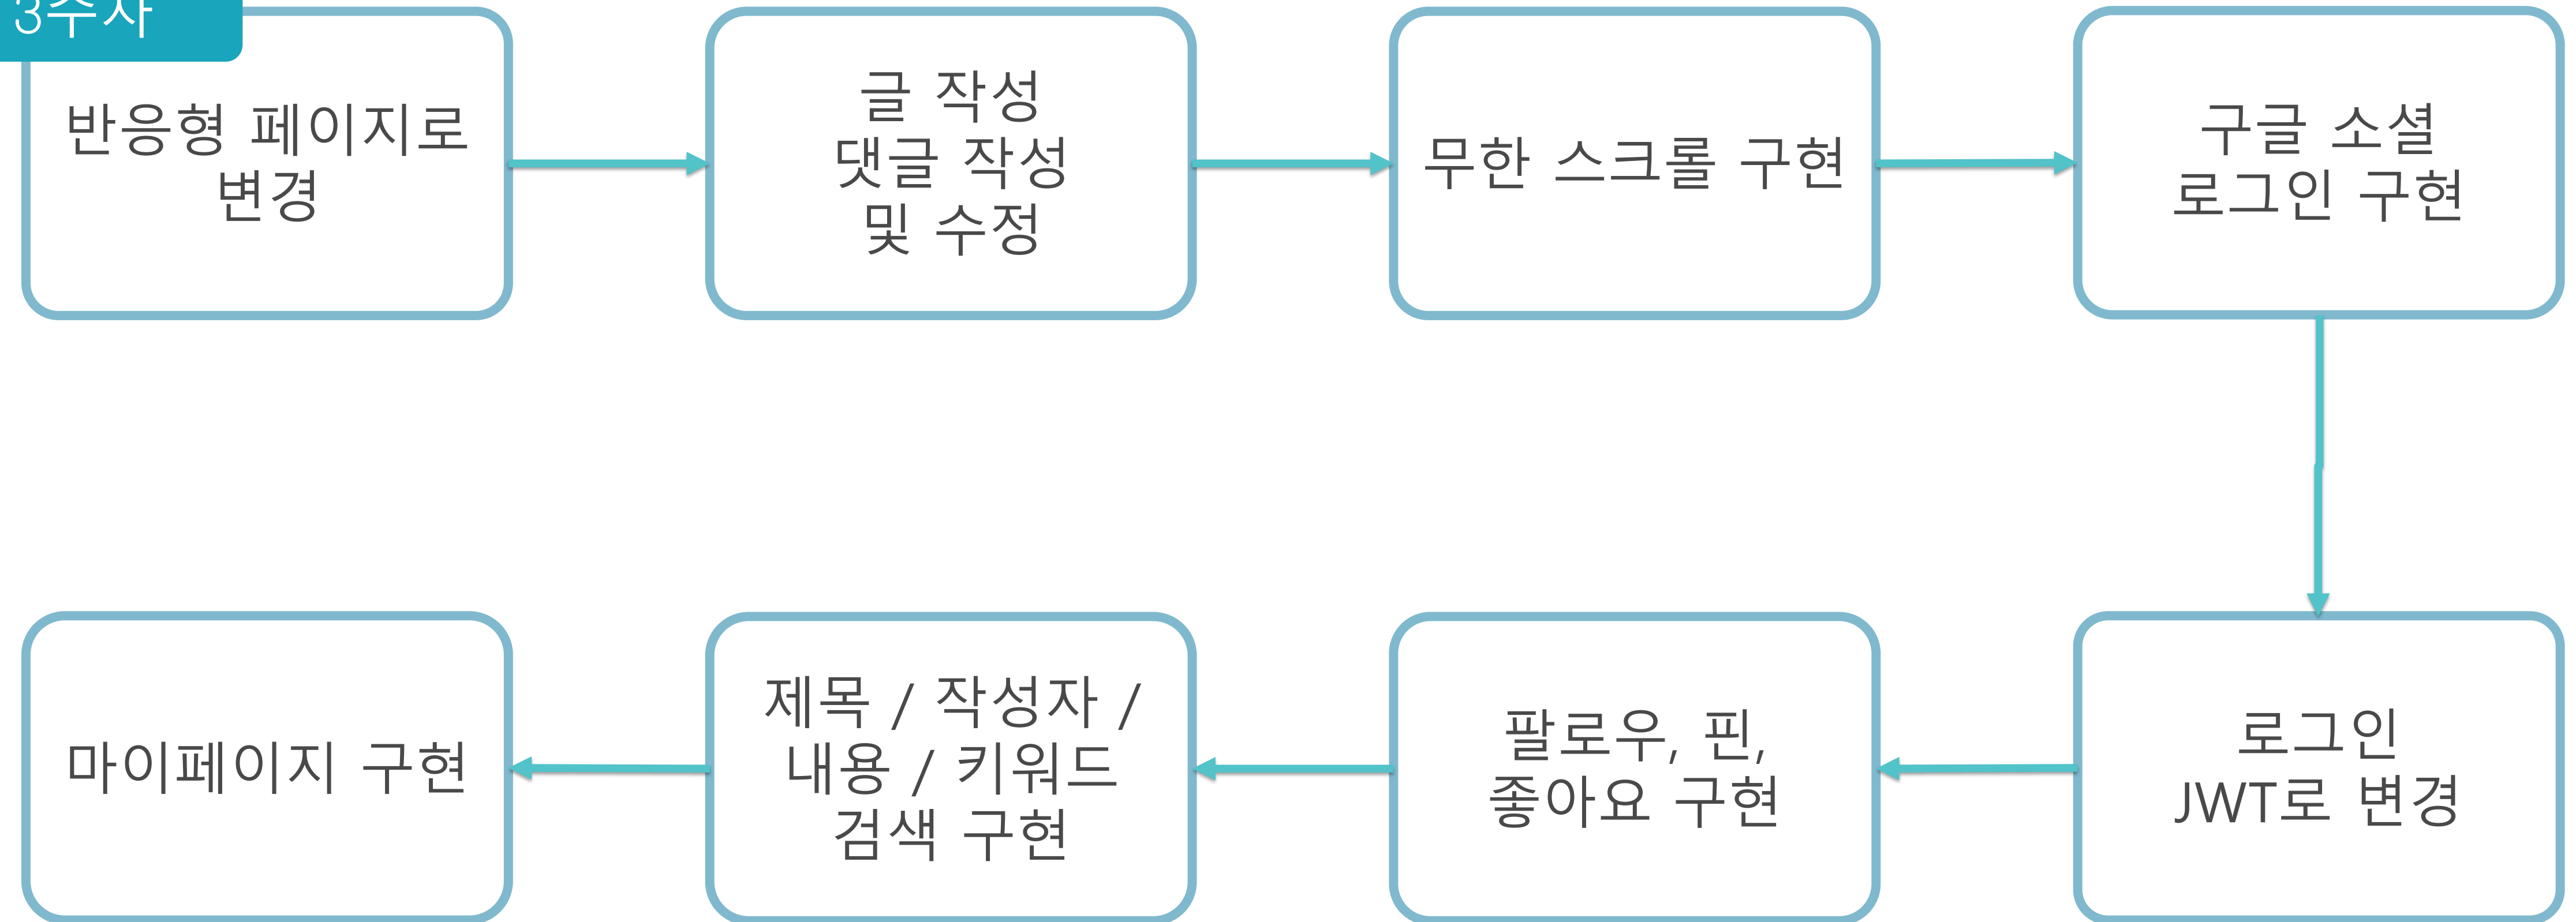 3주차
반응형 페이지로
변경
글 작성
댓글 작성
및 수정
무한 스크롤 구현
구글 소셜
로그인 구현
로그인
JWT로 변경
팔로우, 핀,
좋아요 구현
제목 / 작성자 /
내용 / 키워드
검색 구현
마이페이지 구현